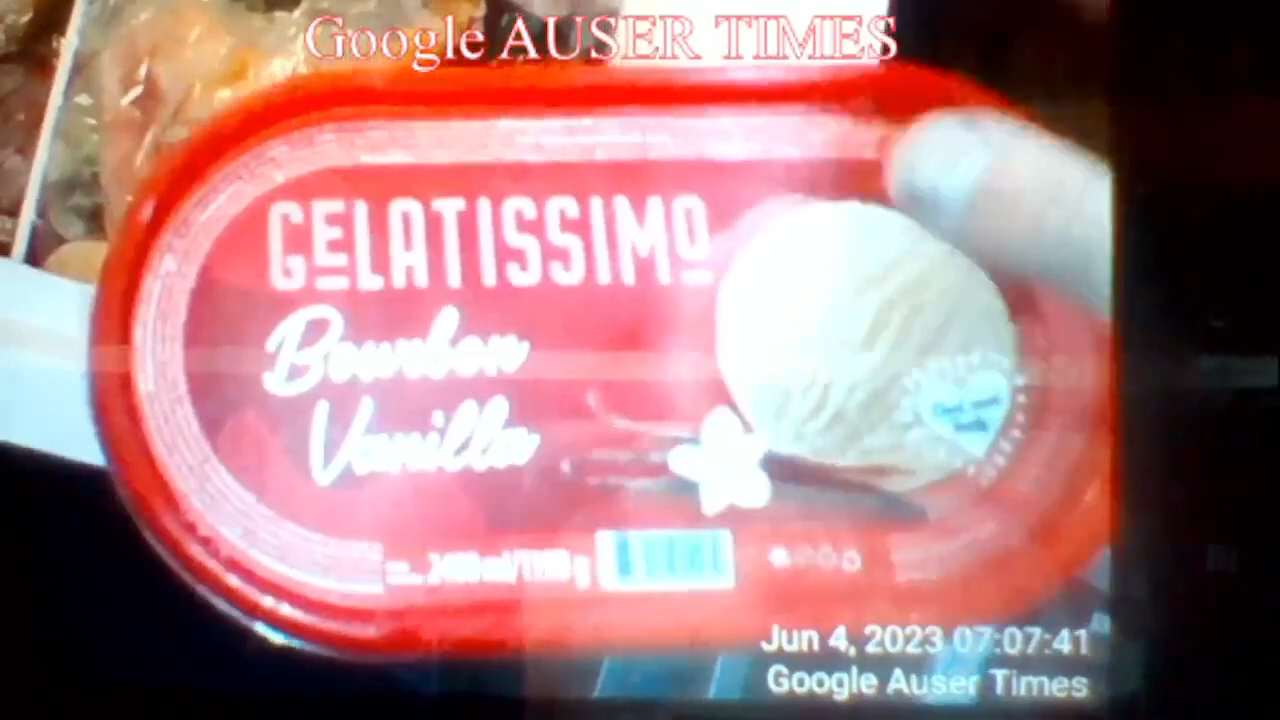 Google AUSER TIMES
GELATISSIMO
Bourbon
Vanilla
Jun 4, 2023 07:07:41
Google Auser Times